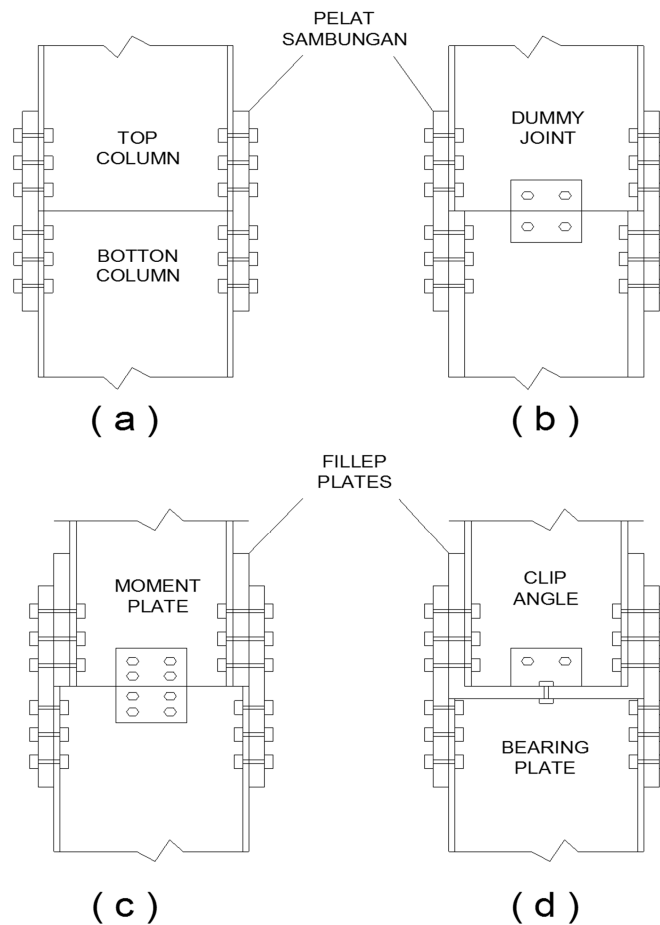 PELAT
SAMBUNGAN
TOP
COLUMN
BOTTON
COLUMN
DUMMY
JOINT
( a )
( b )
FILLEP
PLATES
MOMENT
PLATE
CLIP
ANGLE
BEARING
PLATE
( c )
( d )